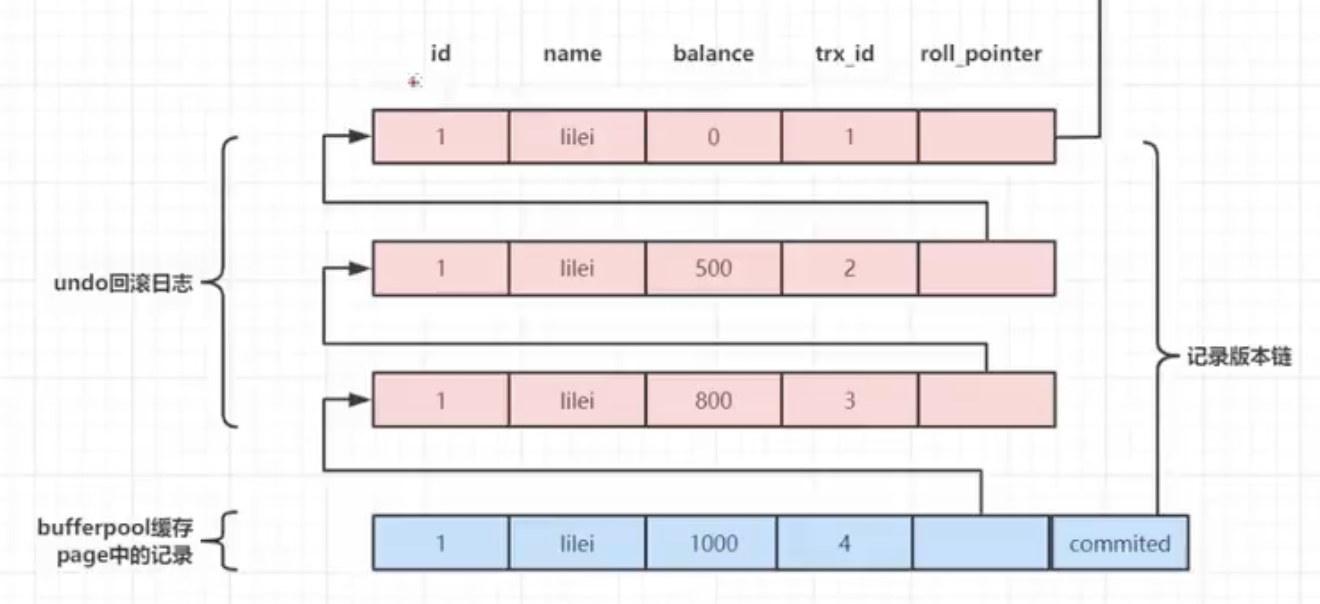 id name balance trx_id roll_pointer
1 lilei 0 1
undo回滚日志
1 lilei 500 2
记录版本链
1 lilei 800 3
bufferpool缓存
page中的记录
1 lilei 1000 4 commited